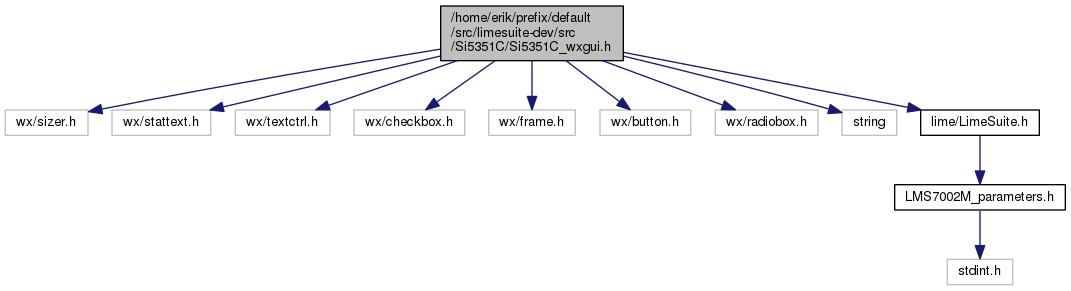 /home/erik/prefix/default
/src/limesuite-dev/src
/Si5351C/Si5351C_wxgui.h
wx/sizer.h
wx/stattext.h
wx/textctrl.h
wx/checkbox.h
wx/frame.h
wx/button.h
wx/radiobox.h
string
lime/LimeSuite.h
LMS7002M_parameters.h
stdint.h